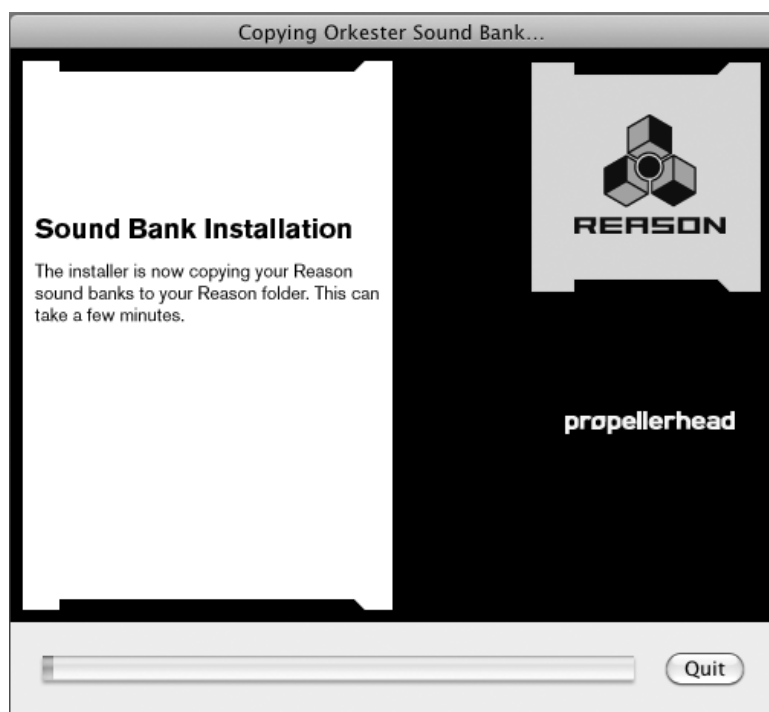 Copying Orkester Sound Bank...
Sound Bank Installation
The installer is now copying your Reason
sound banks to your Reason folder. This can
take a few minutes.
REASON
propellerhead
Quit